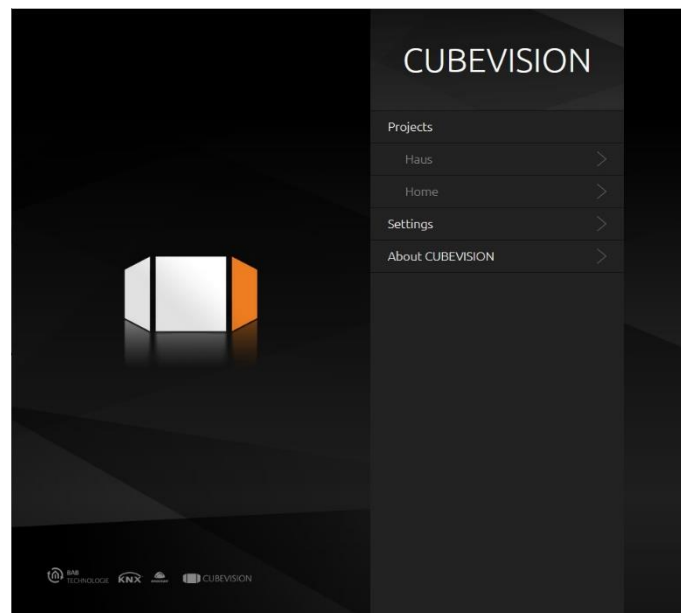 CUBEVISION
Projects
Haus
Home
Settings
About CUBEVISION
BAB
TECHNOLOGIE
KNX
CUBEVISION